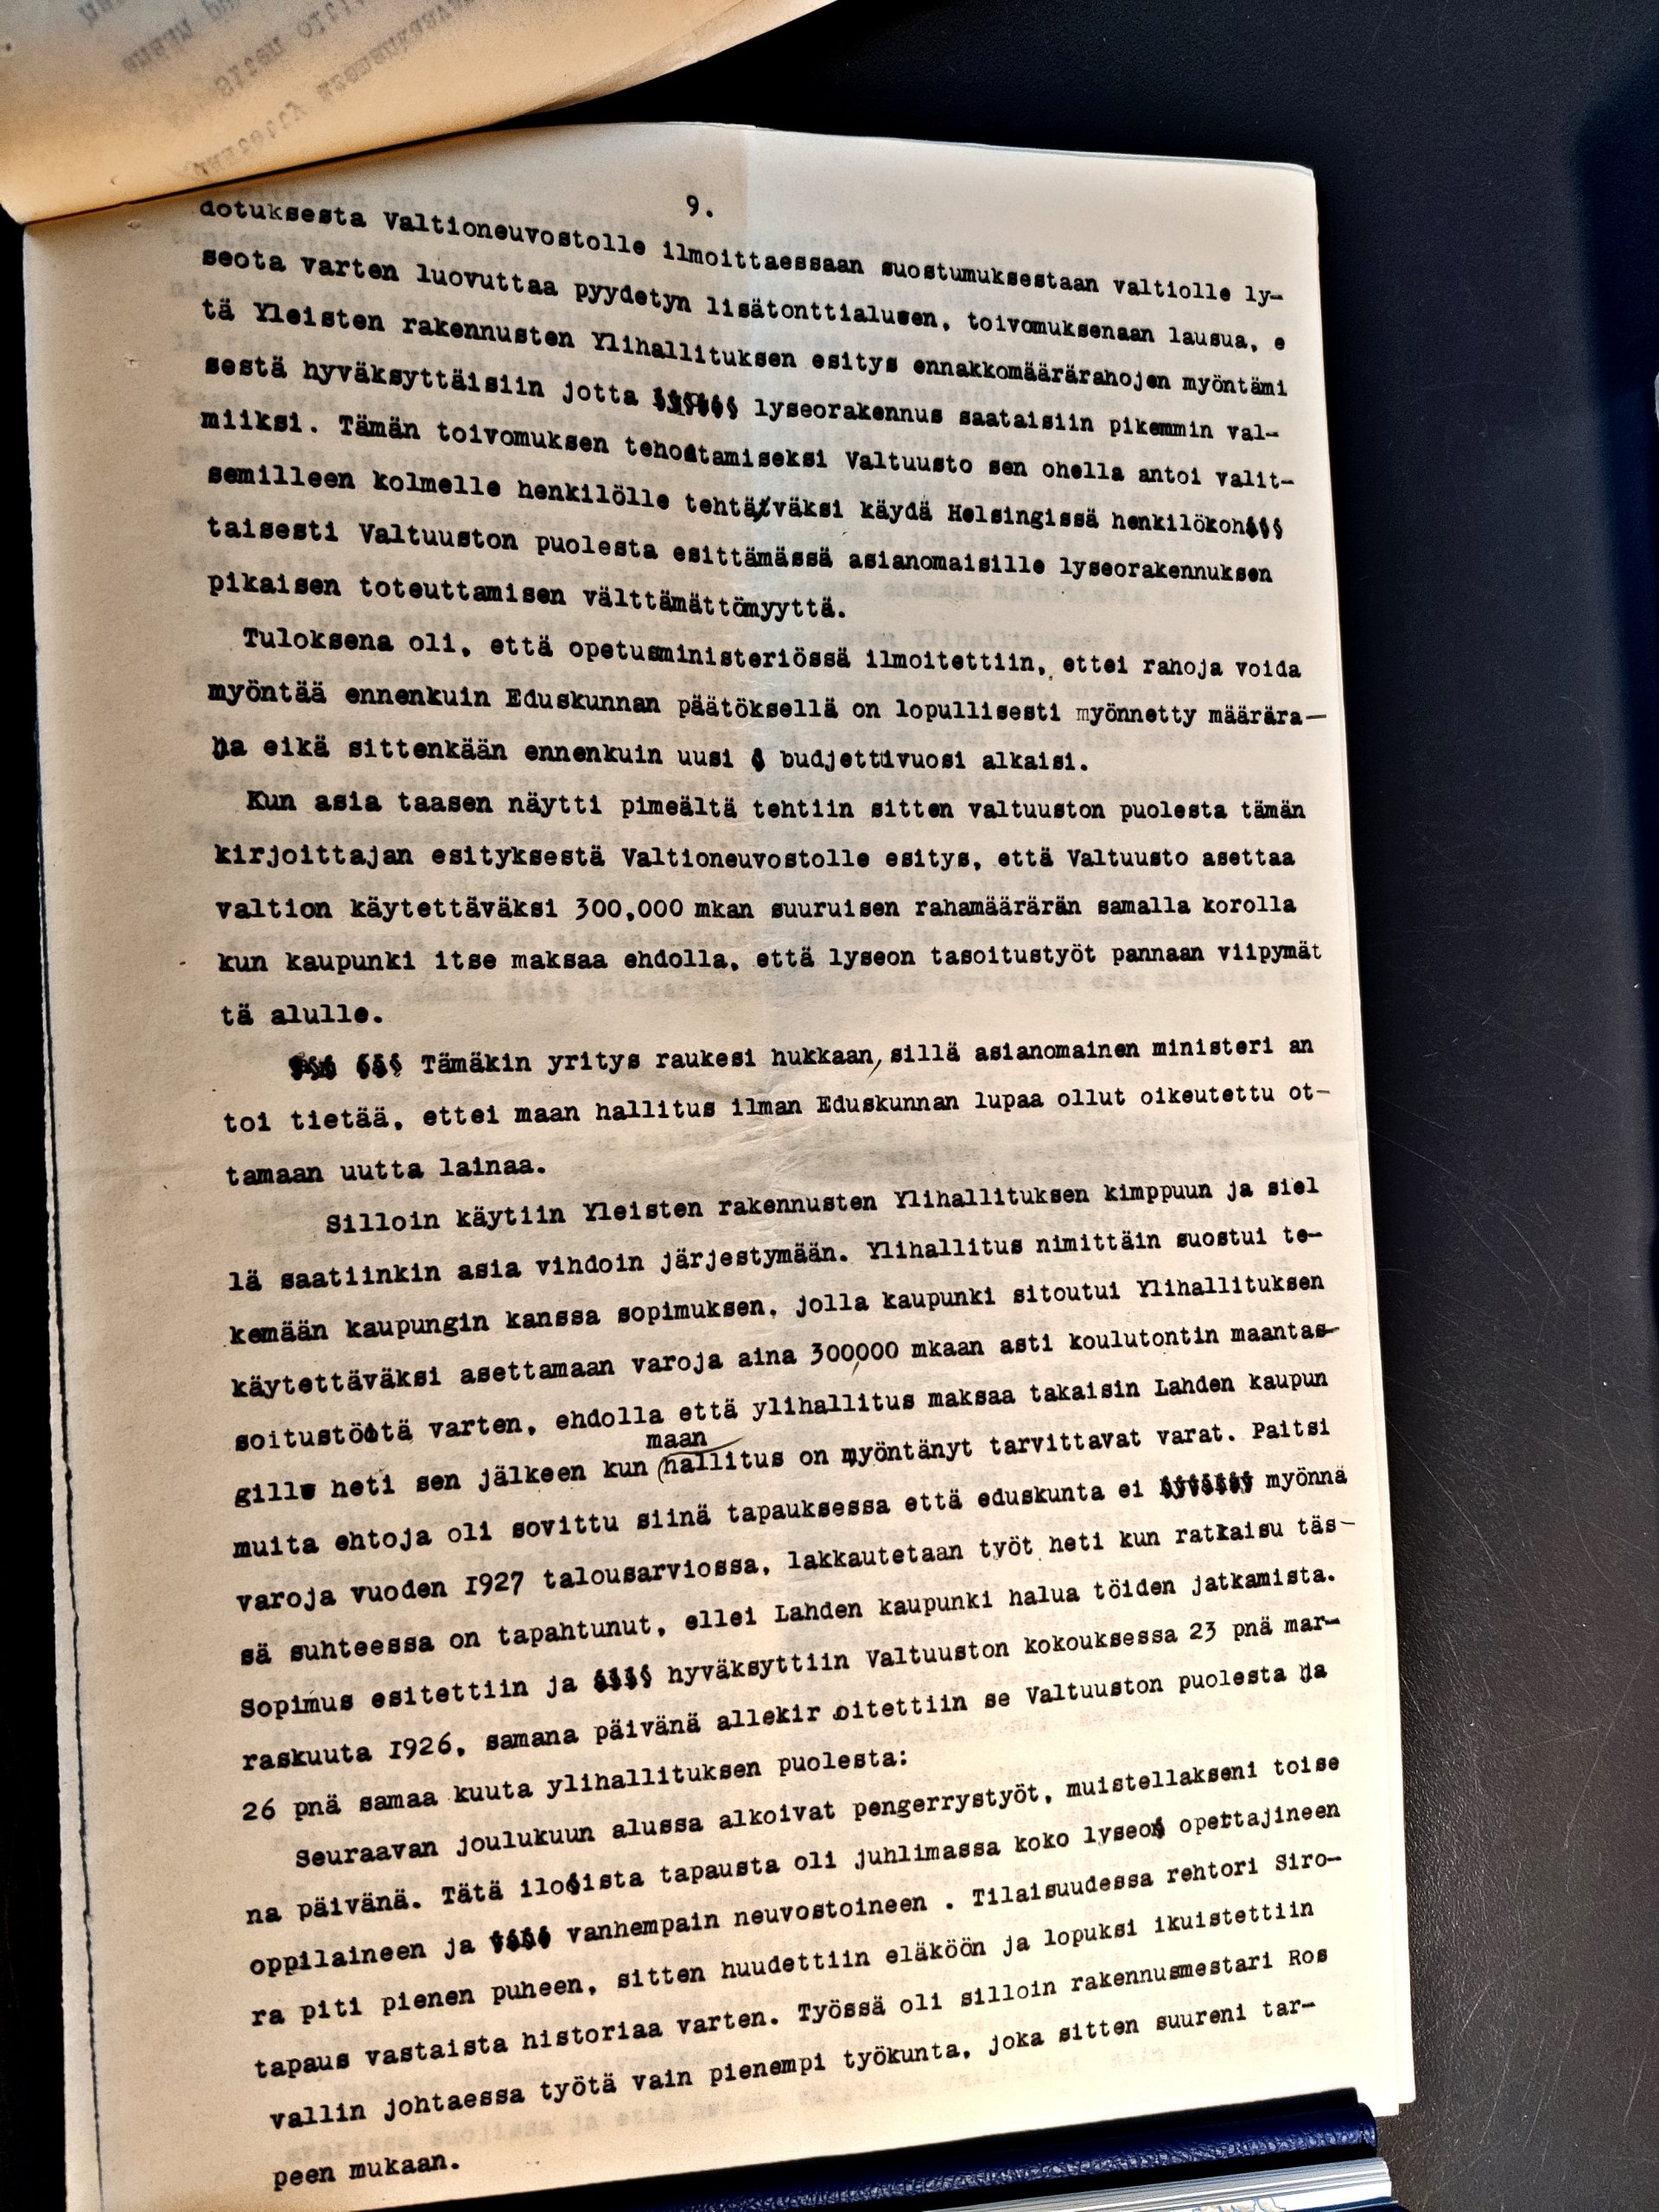 9.
dotuksesta Valtioneuvostolle ilmoittaessaan suostumuksestaan valtiolle ly-
seota varten luovuttaa pyydetyn lisätonttialueen, toivomuksenaan lausua, e
tä Yleisten rakennusten Ylihallituksen esitys ennakkomäärärahojen myöntämi
sestä hyväksyttäisiin jotta lyseorakennus saataisiin pikemmin val-
miiksi. Tämän toivomuksen tehostamiseksi Valtuusto sen ohella antoi valit-
semilleen kolmelle henkilölle tehtäväksi käydä Helsingissä henkilökoh
taisesti Valtuuston puolesta esittämässä asianomaisille lyseorakennuksen
pikaisen toteuttamisen välttämättömyyttä.
Tuloksena oli, että opetusministeriössä ilmoitettiin, ettei rahoja voida
myöntää ennenkuin Eduskunnan päätöksellä on lopullisesti myönnetty määrära-
ha eikä sittenkään ennenkuin uusi budjettivuosi alkaisi.
Kun asia taasen näytti pimeältä tehtiin sitten valtuuston puolesta tämän
kirjoittajan esityksestä Valtioneuvostolle esitys, että Valtuusto asettaa
valtion käytettäväksi 300,000 mkan suuruisen rahamäärärän samalla korolla
kun kaupunki itse maksaa ehdolla, että lyseon tasoitustyöt pannaan viipymät
tä alulle.
Tämäkin yritys raukesi hukkaan, sillä asianomainen ministeri an
toi tietää, ettei maan hallitus ilman Eduskunnan lupaa ollut oikeutettu ot-
tamaan uutta lainaa.
Silloin käytiin Yleisten rakennusten Ylihallituksen kimppuun ja siel
lä saatiinkin asia vihdoin järjestymään. Ylihallitus nimittäin suostui te-
kemään kaupungin kanssa sopimuksen, jolla kaupunki sitoutui Ylihallituksen
käytettäväksi asettamaan varoja aina 300,000 mkaan asti koulutontin maantas-
soitustöitä varten, ehdolla että ylihallitus maksaa takaisin Lahden kaupun
maan
gille heti sen jälkeen kun hallitus on myöntänyt tarvittavat varat. Paitsi
muita ehtoja oli sovittu siinä tapauksessa että eduskunta ei myönnä
varoja vuoden 1927 talousarviossa, lakkautetaan työt heti kun ratkaisu täs-
sä suhteessa on tapahtunut, ellei Lahden kaupunki halua töiden jatkamista.
Sopimus esitettiin ja hyväksyttiin Valtuuston kokouksessa 23 pnä mar-
raskuuta 1926, samana päivänä allekir oitettiin se Valtuuston puolesta ja
26 pnä samaa kuuta ylihallituksen puolesta:
Seuraavan joulukuun alussa alkoivat pengerrystyöt, muistellakseni toise
na päivänä. Tätä iloista tapausta oli juhlimassa koko lyseo opettajineen
oppilaineen ja vanhempain neuvostoineen . Tilaisuudessa rehtori Siro-
ra piti pienen puheen, sitten huudettiin eläköön ja lopuksi ikuistettiin
tapaus vastaista historiaa varten. Työssä oli silloin rakennusmestari Ros
vallin johtaessa työtä vain pienempi työkunta, joka sitten suureni tar-
peen mukaan.